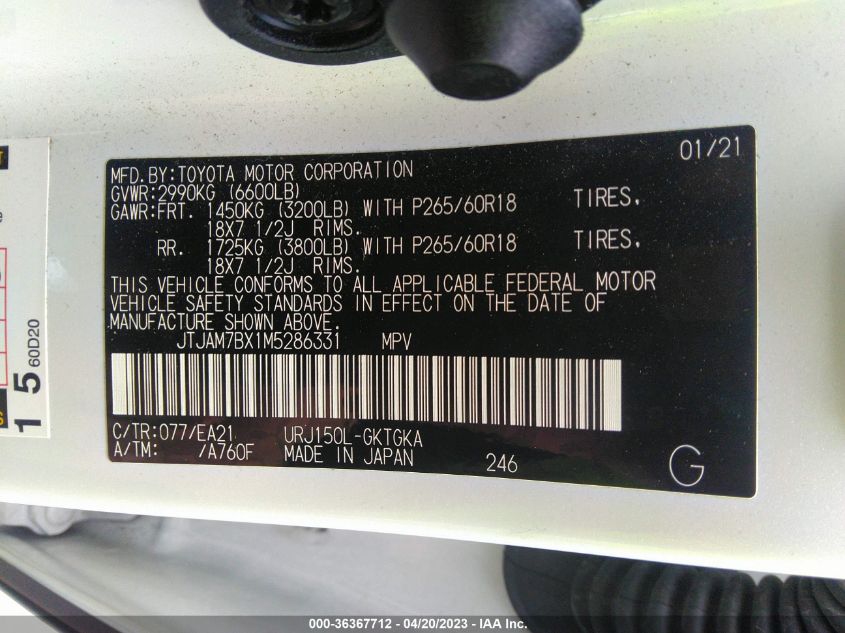 01/21
MFD.BY:TOYOTA MOTOR CORPORATION
GVWR:2990KG (6600LB)
GAWR:FRT. 1450KG (3200LB) WITH P265/60R18 TIRES,
18X7 1/2J RIMS.
RR. 1725KG (3800LB) WITH P265/60R18 TIRES,
18X7 1/2J RIMS.
THIS VEHICLE CONFORMS TO ALL APPLICABLE FEDERAL MOTOR
VEHICLE SAFETY STANDARDS IN EFFECT ON THE DATE OF
MANUFACTURE SHOWN ABOVE.
JTJAM7BX1M5286331 MPV
C/TR:077/EA21 URJ150L-GKTGKA
A/TM: /A760F MADE IN JAPAN 246 G
15 60D20
000-36367712 - 04/20/2023 - IAA Inc.